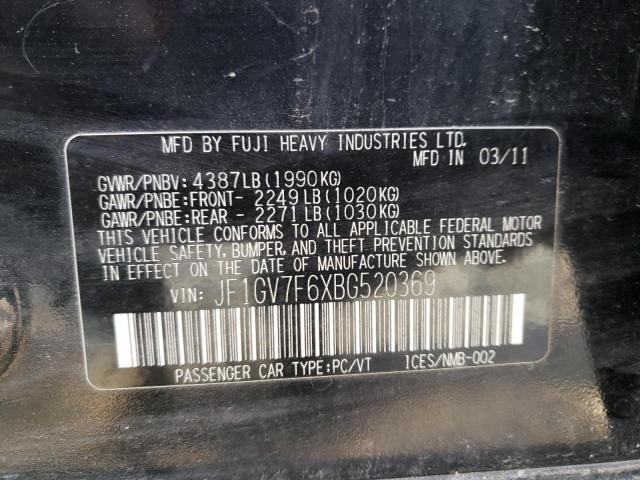 MFD BY FUJI HEAVY INDUSTRIES LTD.
MFD IN 03/11
GVWR/PNBV: 4387LB (1990KG)
GAWR/PNBE:FRONT- 2249LB (1020KG)
GAWR/PNBE:REAR - 2271LB (1030KG)
THIS VEHICLE CONFORMS TO ALL APPLICABLE FEDERAL MOTOR
VEHICLE SAFETY, BUMPER, AND THEFT PREVENTION STANDARDS
IN EFFECT ON THE DATE OF MANUFACTURE SHOWN ABOVE.
VIN: JF1GV7F6XBG520369
PASSENGER CAR TYPE:PC/VT ICES/NMB-002